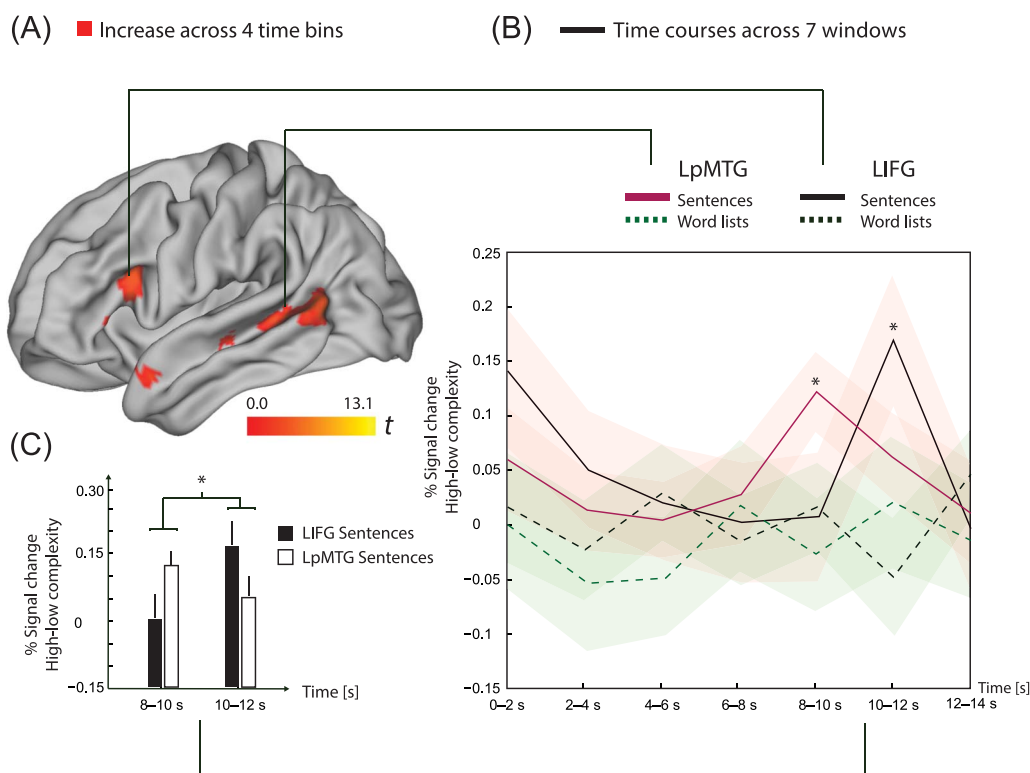 (A) Increase across 4 time bins
(B) Time courses across 7 windows
LpMTG
Sentences
Word lists
LIFG
Sentences
Word lists
0.0 13.1
t
% Signal change
High-low complexity
0.25
0.2
0.15
0.1
0.05
0
−0.05
−0.1
−0.15
*
*
0–2 s 2–4 s 4–6 s 6–8 s 8–10 s 10–12 s 12–14 s
Time [s]
(C)
% Signal change
High-low complexity
0.30
0.15
0
−0.15
*
LIFG Sentences
LpMTG Sentences
8–10 s 10–12 s
Time [s]